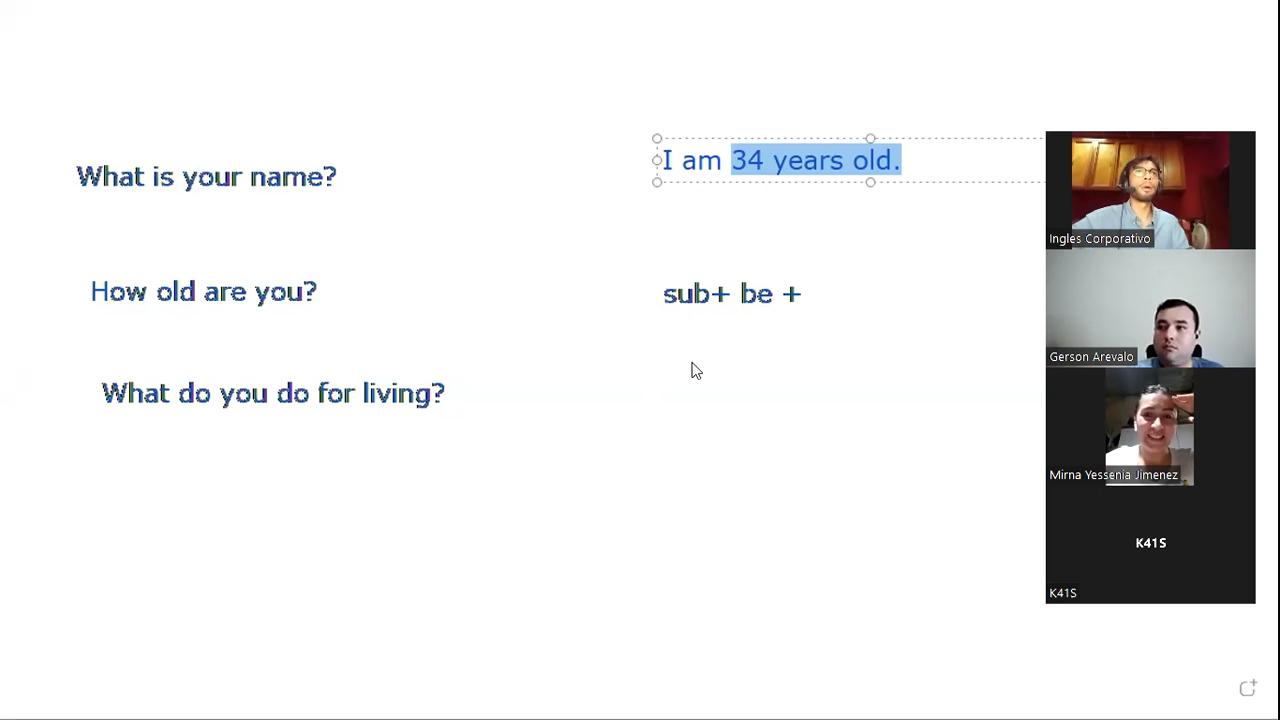 What is your name?
I am 34 years old.
How old are you?
sub+ be +
What do you do for living?
Ingles Corporativo
Gerson Arevalo
Mirna Yessenia Jimenez
K41S
K41S